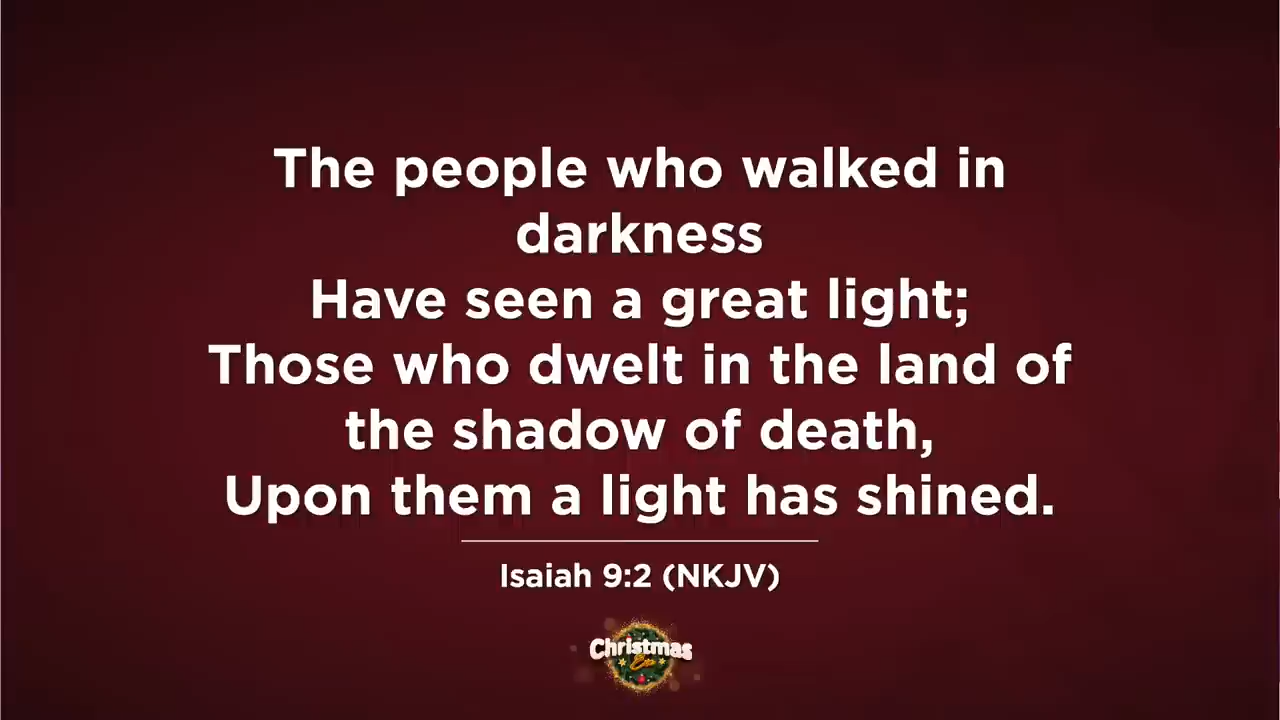 The people who walked in
darkness
Have seen a great light;
Those who dwelt in the land of
the shadow of death,
Upon them a light has shined.
Isaiah 9:2 (NKJV)
Christmas
Eve